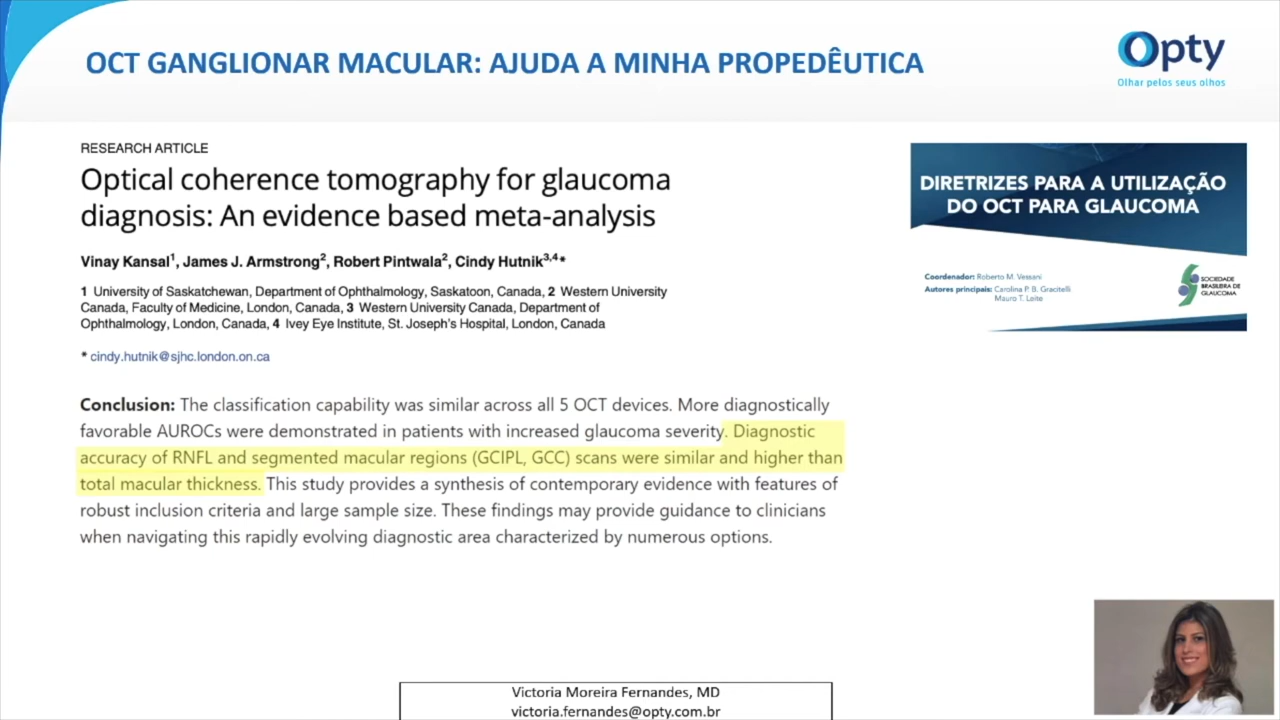 OCT GANGLIONAR MACULAR: AJUDA A MINHA PROPEDÊUTICA
Opty
Olhar pelos seus olhos
RESEARCH ARTICLE
Optical coherence tomography for glaucoma
diagnosis: An evidence based meta-analysis
Vinay Kansal1, James J. Armstrong2, Robert Pintwala2, Cindy Hutnik3,4*
1 University of Saskatchewan, Department of Ophthalmology, Saskatoon, Canada, 2 Western University
Canada, Faculty of Medicine, London, Canada, 3 Western University Canada, Department of
Ophthalmology, London, Canada, 4 Ivey Eye Institute, St. Joseph's Hospital, London, Canada
* cindy.hutnik@sjhc.london.on.ca
Conclusion: The classification capability was similar across all 5 OCT devices. More diagnostically
favorable AUROCs were demonstrated in patients with increased glaucoma severity. Diagnostic
accuracy of RNFL and segmented macular regions (GCIPL, GCC) scans were similar and higher than
total macular thickness. This study provides a synthesis of contemporary evidence with features of
robust inclusion criteria and large sample size. These findings may provide guidance to clinicians
when navigating this rapidly evolving diagnostic area characterized by numerous options.
DIRETRIZES PARA A UTILIZAÇÃO
DO OCT PARA GLAUCOMA
Coordenador: Roberto M. Vessani
Autores principais: Carolina P. B. Gracitelli
Mauro T. Leite
SOCIEDADE
BRASILEIRA DE
GLAUCOMA
Victoria Moreira Fernandes, MD
victoria.fernandes@opty.com.br